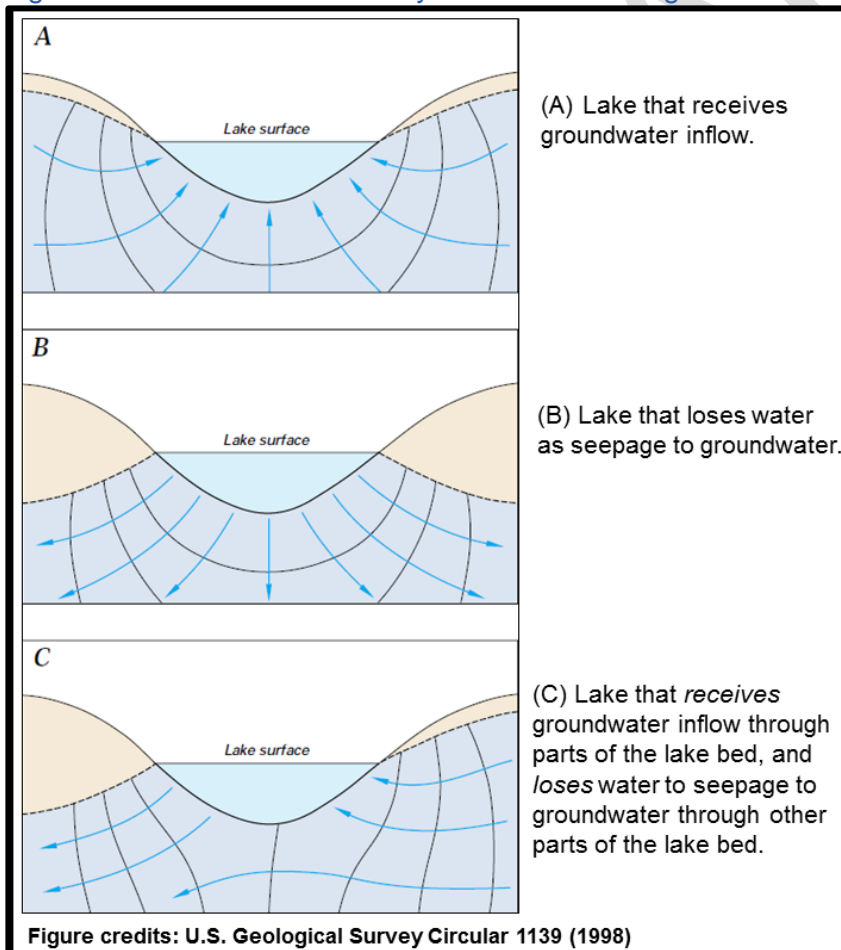 A
Lake surface
(A) Lake that receives
groundwater inflow.
B
Lake surface
(B) Lake that loses water
as seepage to groundwater.
C
Lake surface
(C) Lake that receives
groundwater inflow through
parts of the lake bed, and
loses water to seepage to
groundwater through other
parts of the lake bed.
Figure credits: U.S. Geological Survey Circular 1139 (1998)